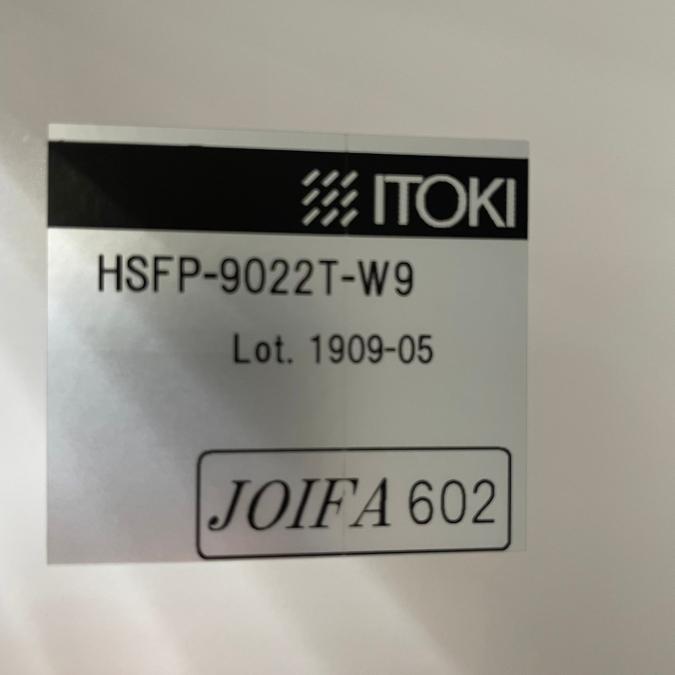 ITOKI
HSFP-9022T-W9
Lot. 1909-05
JOIFA 602